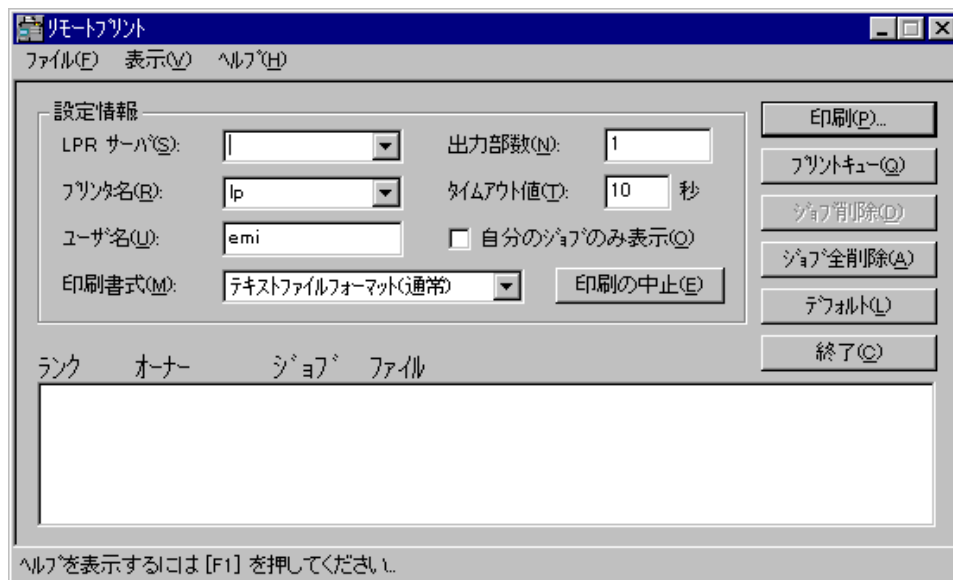 リモートプリント
ファイル(F) 表示(V) ヘルプ(H)
設定情報
LPR サーバ(S):
出力部数(N): 1
プリンタ名(R): lp
タイムアウト値(T): 10 秒
ユーザ名(U): emi
自分のジョブのみ表示(O)
印刷書式(M): テキストファイルフォーマット(通常)
印刷の中止(E)
印刷(P)...
プリントキュー(Q)
ジョブ削除(D)
ジョブ全削除(A)
デフォルト(L)
終了(C)
ランク オーナー ジョブ ファイル
ヘルプを表示するには [F1] を押してください..